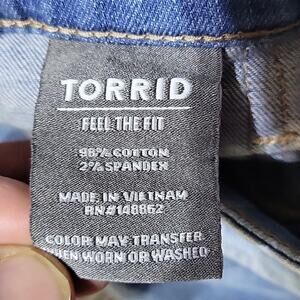 TORRID
FEEL THE FIT
98% COTTON
2% SPANDEX
MADE IN VIETNAM
RN#148862
COLOR MAY TRANSFER
WHEN WORN OR WASHED